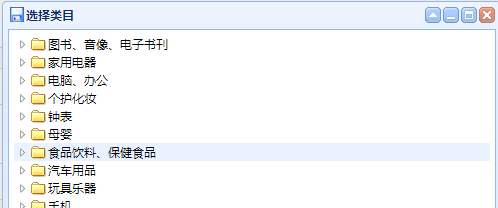 选择类目
图书、音像、电子书刊
家用电器
电脑、办公
个护化妆
钟表
母婴
食品饮料、保健食品
汽车用品
玩具乐器
手机